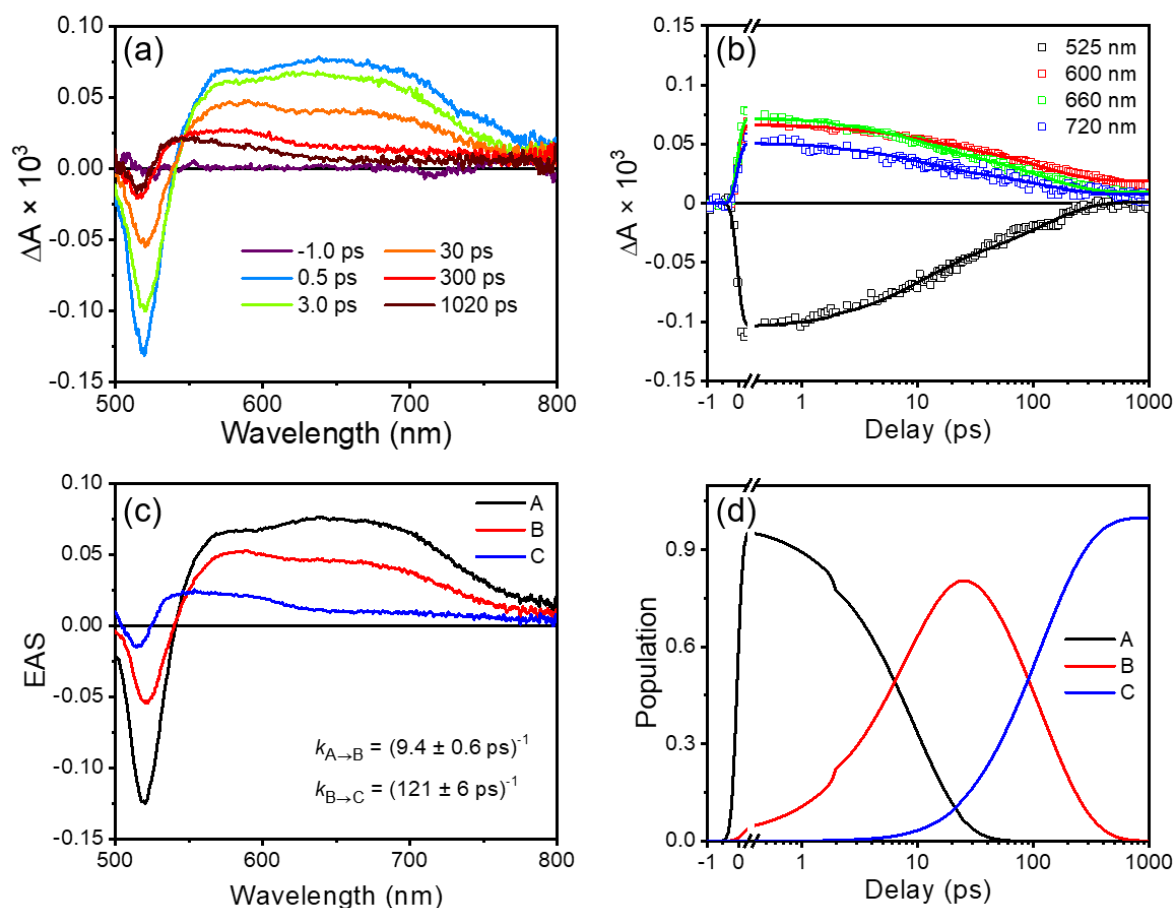 (a)
0.10
0.05
0.00
-0.05
-0.10
-0.15
ΔA × 10³
-1.0 ps
0.5 ps
3.0 ps
30 ps
300 ps
1020 ps
500 600 700 800
Wavelength (nm)
(b)
0.15
0.10
0.05
0
-0.05
-0.1
-0.15
ΔA × 10³
525 nm
600 nm
660 nm
720 nm
-1 0 1 10 100 1000
Delay (ps)
(c)
0.10
0.05
0.00
-0.05
-0.10
-0.15
EAS
A
B
C
k_A→B = (9.4 ± 0.6 ps)⁻¹
k_B→C = (121 ± 6 ps)⁻¹
500 600 700 800
Wavelength (nm)
(d)
0.9
0.6
0.3
0.0
Population
A
B
C
-1 0 1 10 100 1000
Delay (ps)